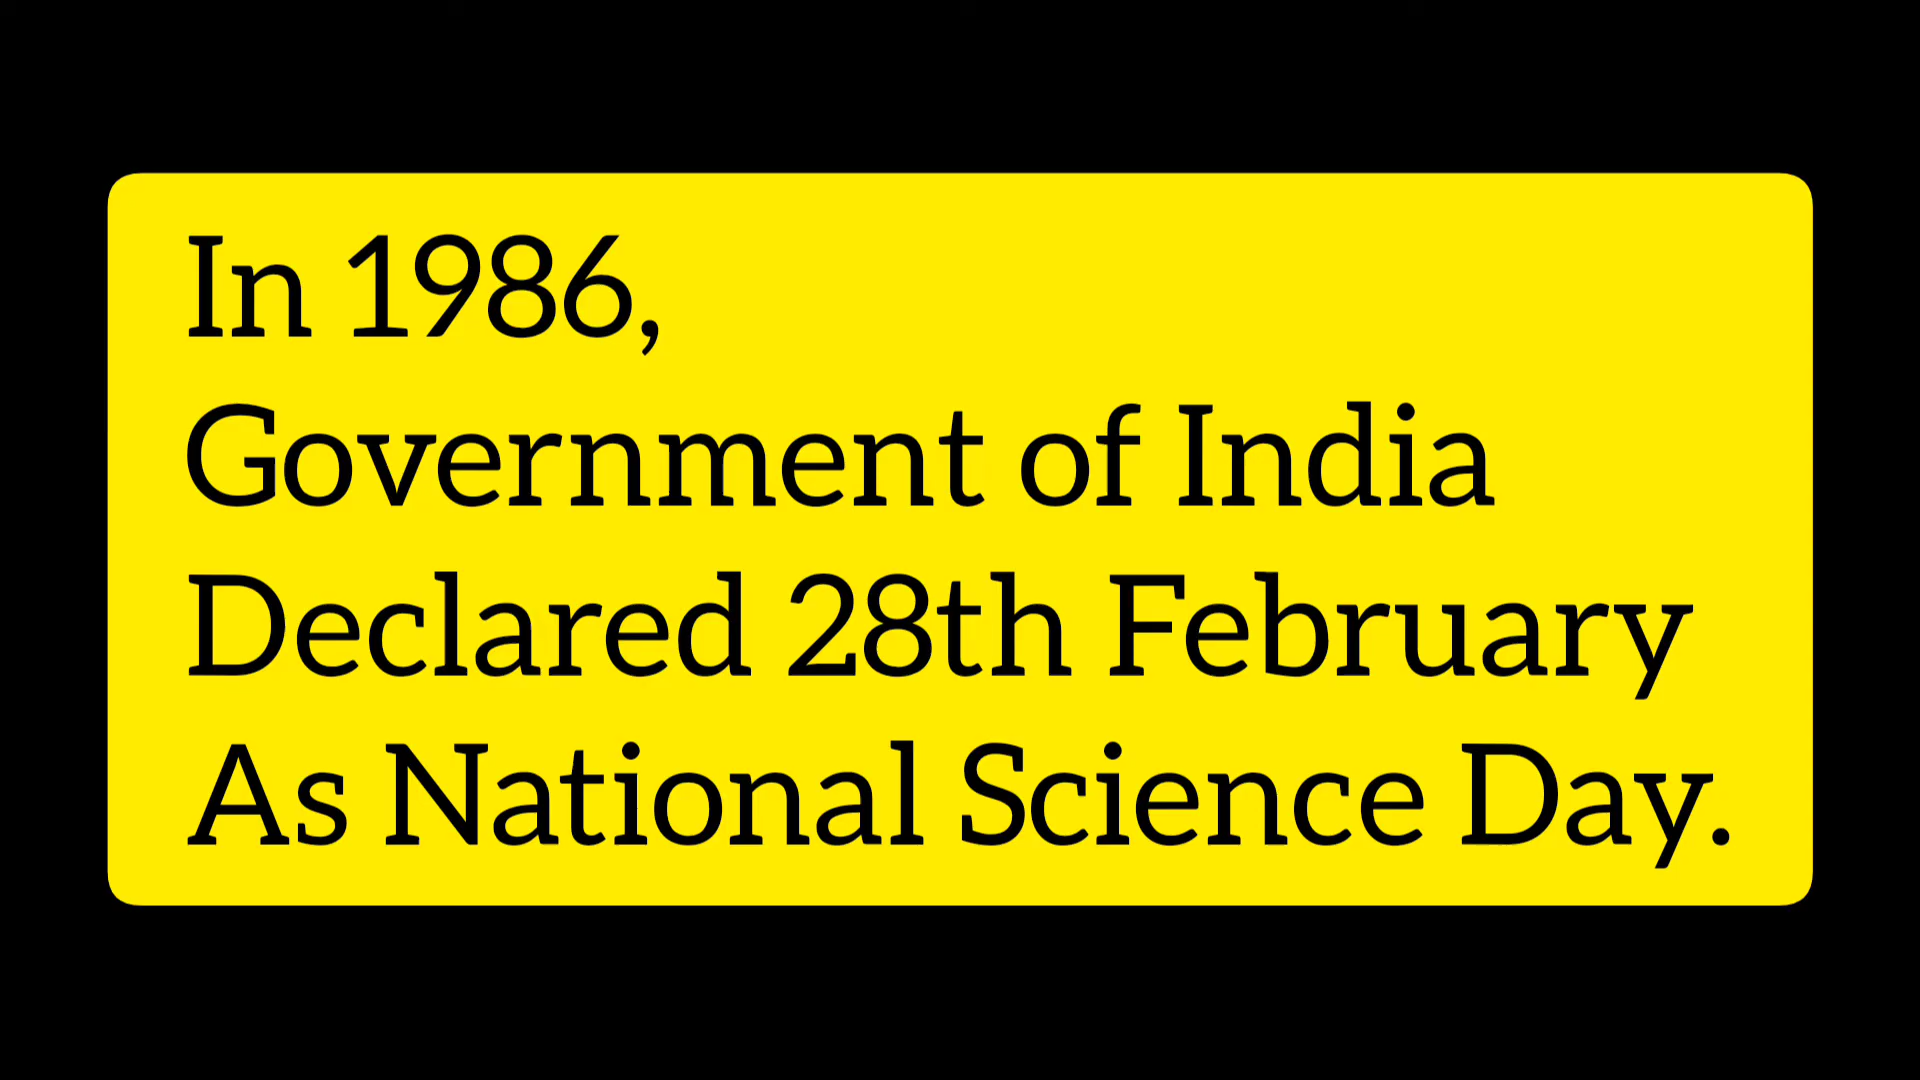 In 1986,
Government of India
Declared 28th February
As National Science Day.